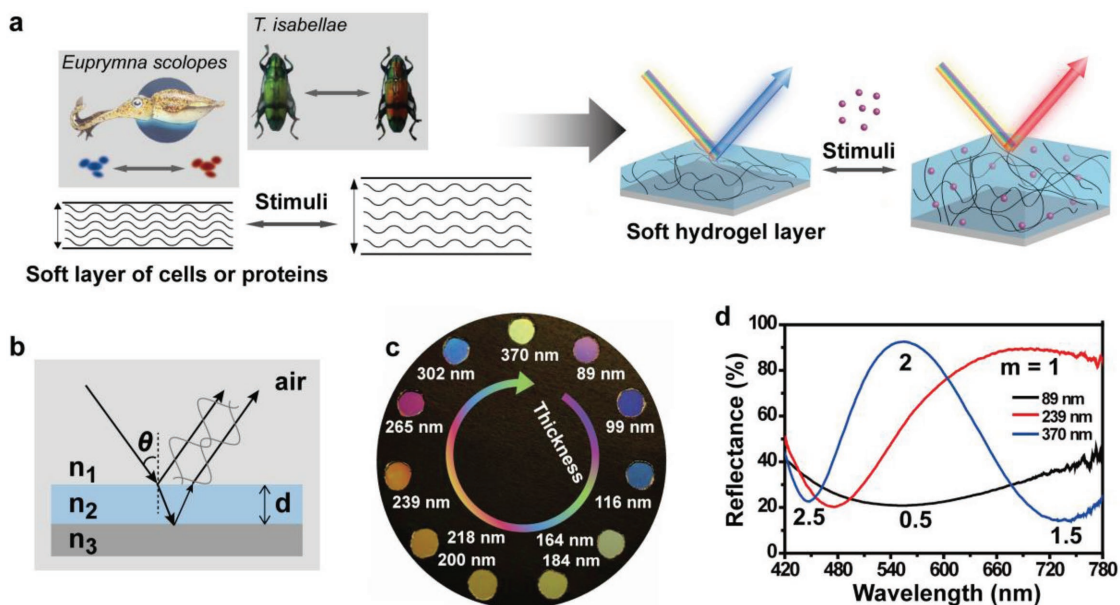 a
Euprymna scolopes
T. isabellae
Stimuli
Soft layer of cells or proteins
Stimuli
Soft hydrogel layer
b
air
θ
n1
n2
d
n3
c
370 nm
89 nm
99 nm
116 nm
164 nm
184 nm
200 nm
218 nm
239 nm
265 nm
302 nm
Thickness
d
Reflectance (%)
100
80
60
40
20
0
2
m = 1
89 nm
239 nm
370 nm
2.5
0.5
1.5
420 480 540 600 660 720 780
Wavelength (nm)